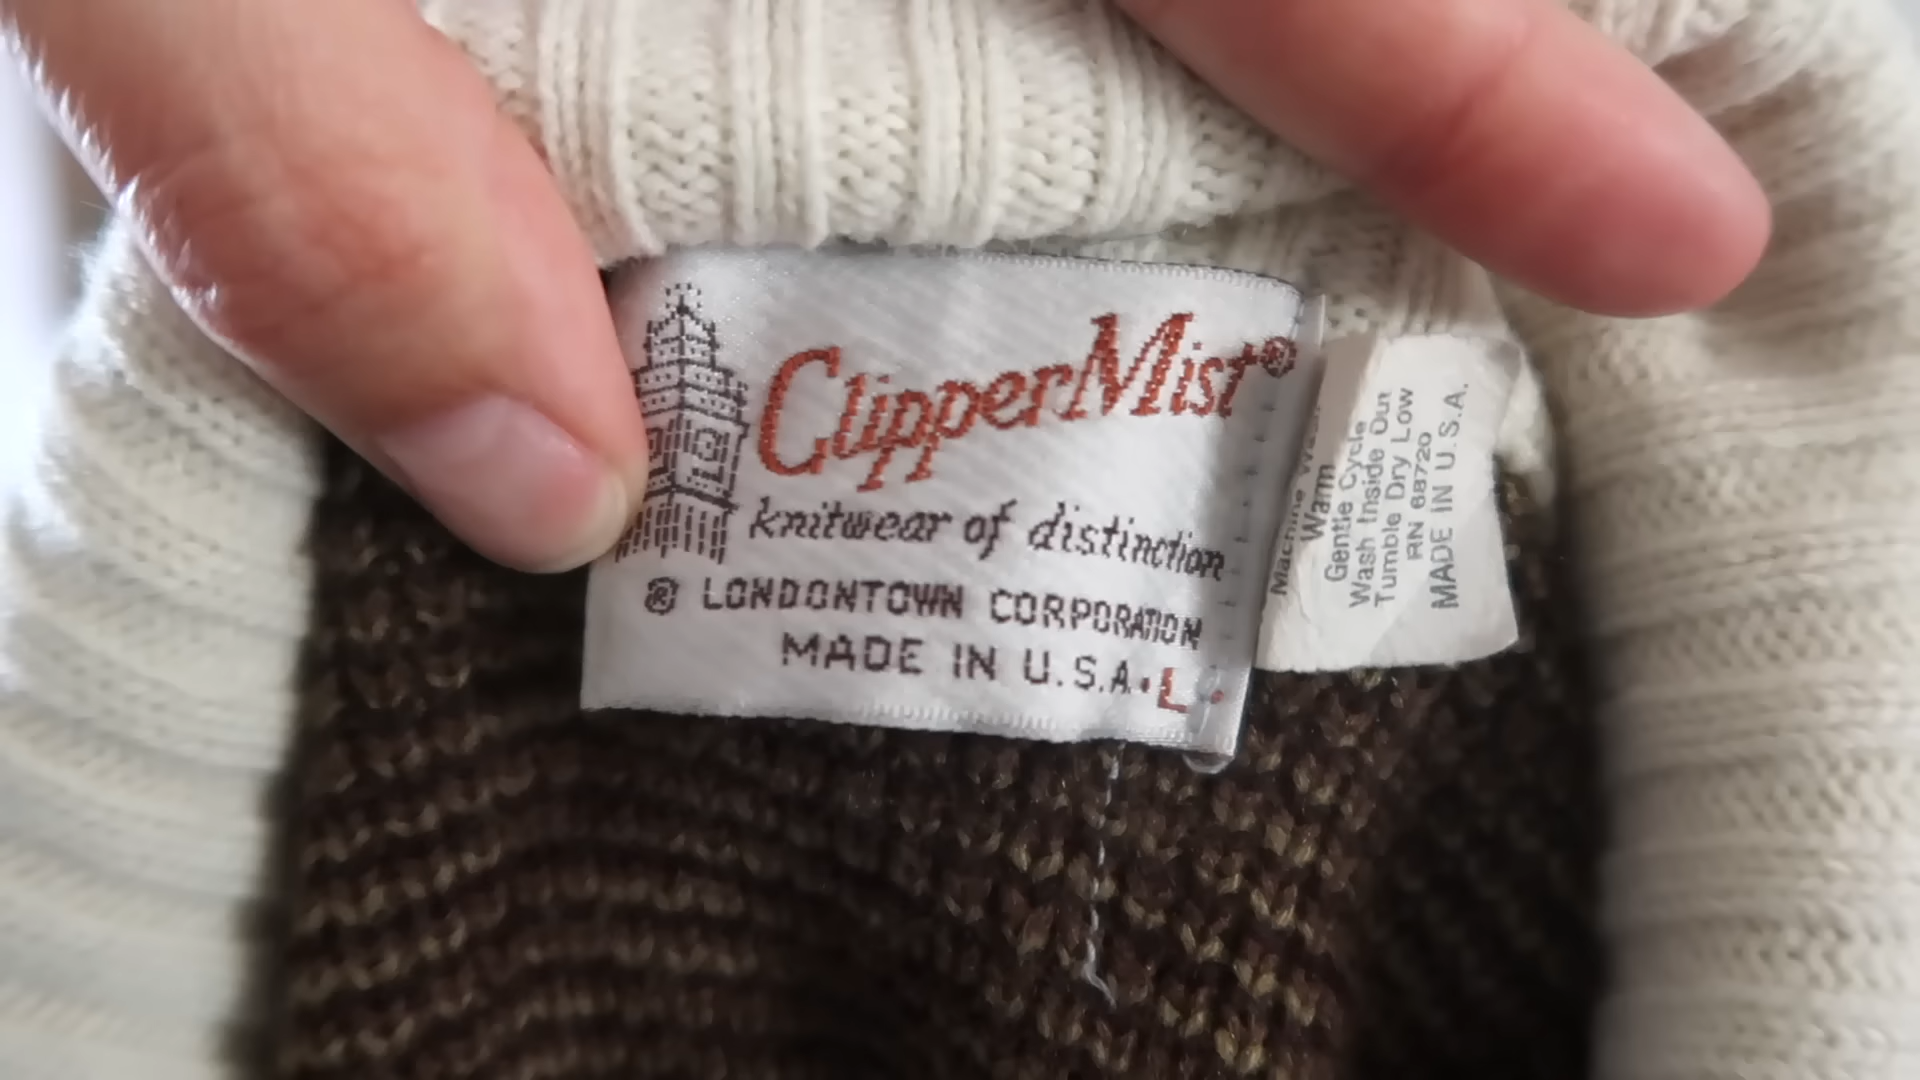 ClipperMist®
knitwear of distinction
® LONDONTOWN CORPORATION
MADE IN U.S.A. · L ·
Machine
Warm
Gentle Cycle
Wash Inside Out
Tumble Dry Low
RN 68720
MADE IN U.S.A.